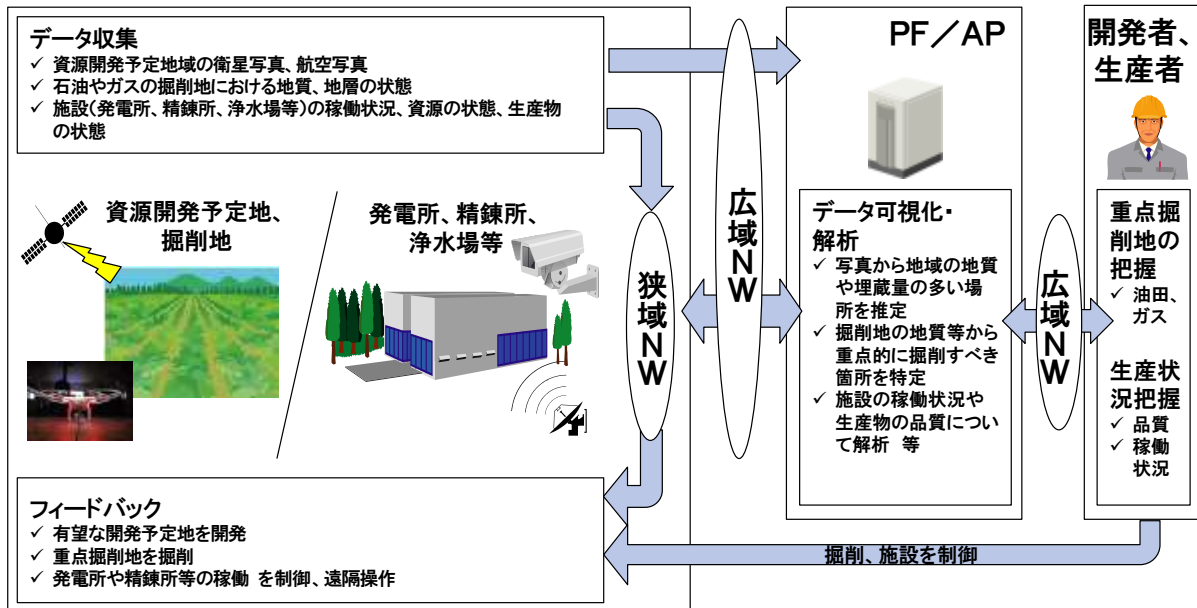 データ収集
✓ 資源開発予定地域の衛星写真、航空写真
✓ 石油やガスの掘削地における地質、地層の状態
✓ 施設(発電所、精錬所、浄水場等)の稼働状況、資源の状態、生産物
の状態
資源開発予定地、
掘削地
発電所、精錬所、
浄水場等
狭域NW
フィードバック
✓ 有望な開発予定地を開発
✓ 重点掘削地を掘削
✓ 発電所や精錬所等の稼働 を制御、遠隔操作
広域NW
PF/AP
データ可視化・
解析
✓ 写真から地域の地質
や埋蔵量の多い場
所を推定
✓ 掘削地の地質等から
重点的に掘削すべき
箇所を特定
✓ 施設の稼働状況や
生産物の品質につい
て解析 等
広域NW
開発者、
生産者
重点掘
削地の
把握
✓ 油田、
ガス
生産状
況把握
✓ 品質
✓ 稼働
状況
掘削、施設を制御